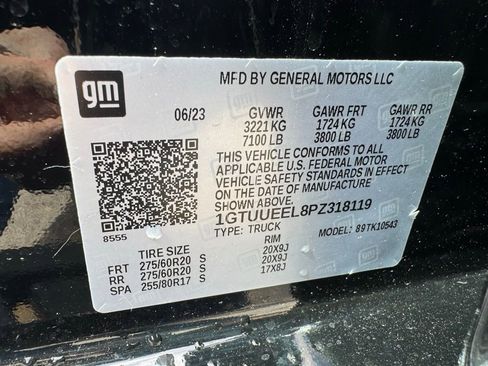 gm
MFD BY GENERAL MOTORS LLC
06/23 GVWR GAWR FRT GAWR RR
3221 KG 1724 KG 1724 KG
7100 LB 3800 LB 3800 LB
THIS VEHICLE CONFORMS TO ALL
APPLICABLE U.S. FEDERAL MOTOR
VEHICLE SAFETY STANDARDS IN EFFECT
ON THE DATE OF MANUFACTURE
SHOWN ABOVE.
1GTUUEEL8PZ318119
8555 TYPE: TRUCK MODEL: 89TK10543
TIRE SIZE RIM
FRT 275/60R20 S 20X9J
RR 275/60R20 S 20X9J
SPA 255/80R17 S 17X8J